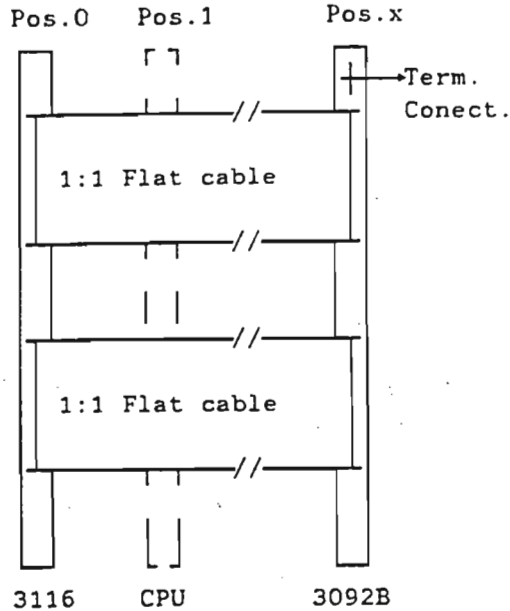 Pos.0 Pos.1 Pos.x
Term.
Conect.
1:1 Flat cable
1:1 Flat cable
3116 CPU 3092B